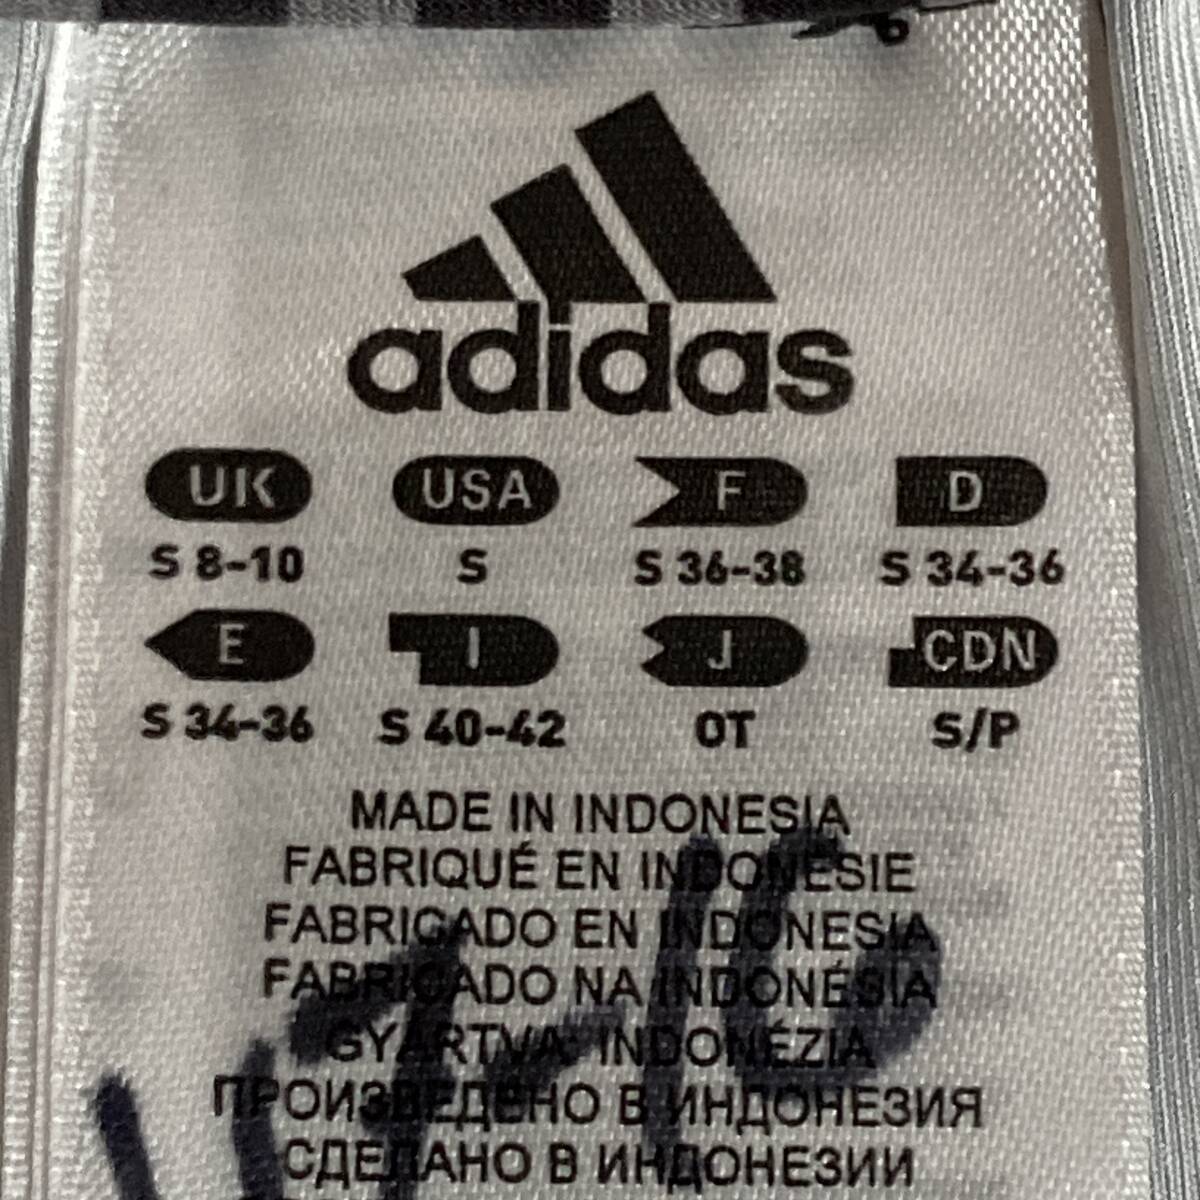 adidas
UK USA F D
S 8-10 S S 36-38 S 34-36
E I J CDN
S 34-36 S 40-42 OT S/P
MADE IN INDONESIA
FABRIQUÉ EN INDONESIE
FABRICADO EN INDONESIA
FABRICADO NA INDONÉSIA
GYÁRTVA: INDONÉZIA
ПРОИЗВЕДЕНО В ИНДОНЕЗИЯ
СДЕЛАНО В ИНДОНЕЗИИ